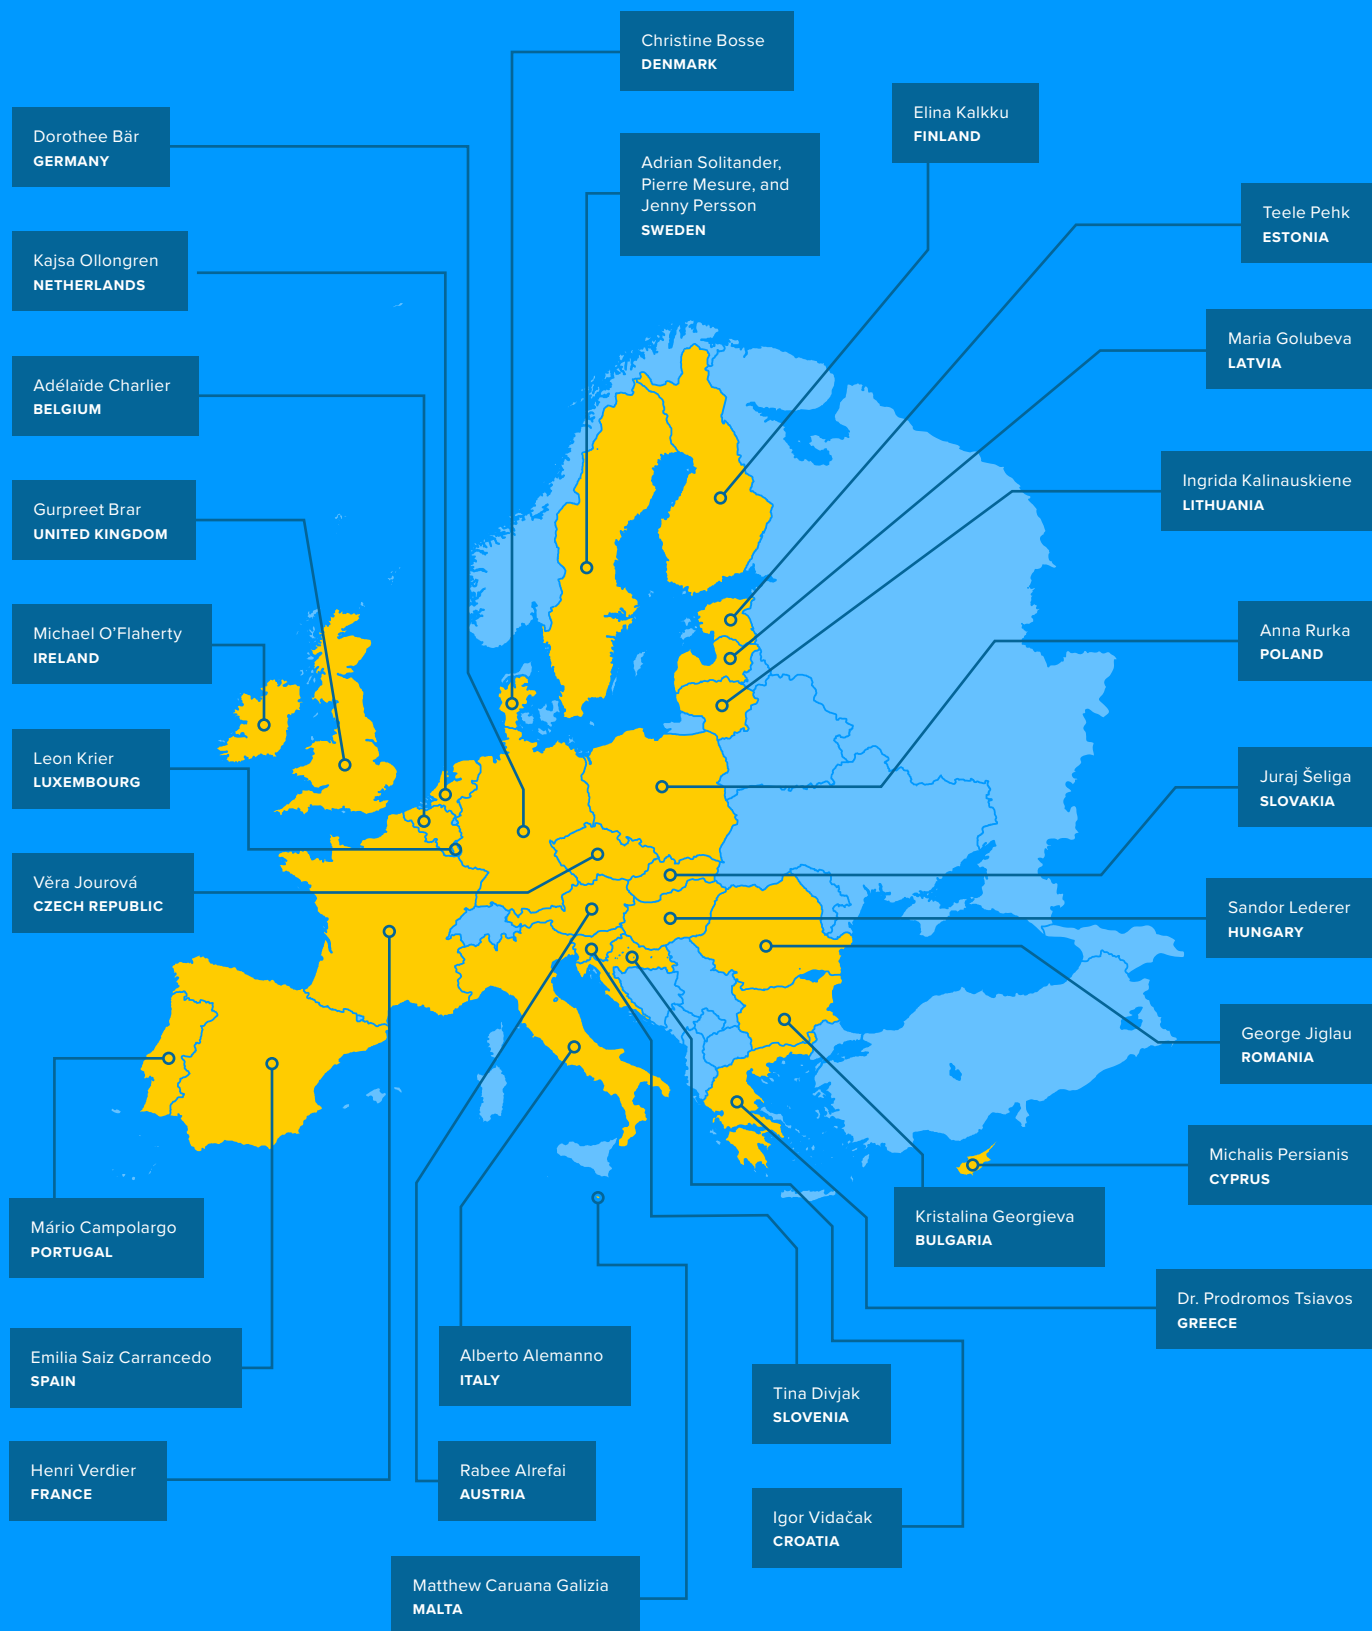 Christine Bosse
DENMARK
Elina Kalkku
FINLAND
Dorothee Bär
GERMANY
Adrian Solitander,
Pierre Mesure, and
Jenny Persson
SWEDEN
Teele Pehk
ESTONIA
Kajsa Ollongren
NETHERLANDS
Maria Golubeva
LATVIA
Adélaïde Charlier
BELGIUM
Ingrida Kalinauskiene
LITHUANIA
Gurpreet Brar
UNITED KINGDOM
Michael O’Flaherty
IRELAND
Anna Rurka
POLAND
Leon Krier
LUXEMBOURG
Juraj Šeliga
SLOVAKIA
Věra Jourová
CZECH REPUBLIC
Sandor Lederer
HUNGARY
George Jiglau
ROMANIA
Michalis Persianis
CYPRUS
Mário Campolargo
PORTUGAL
Kristalina Georgieva
BULGARIA
Dr. Prodromos Tsiavos
GREECE
Emilia Saiz Carrancedo
SPAIN
Alberto Alemanno
ITALY
Tina Divjak
SLOVENIA
Henri Verdier
FRANCE
Rabee Alrefai
AUSTRIA
Igor Vidačak
CROATIA
Matthew Caruana Galizia
MALTA